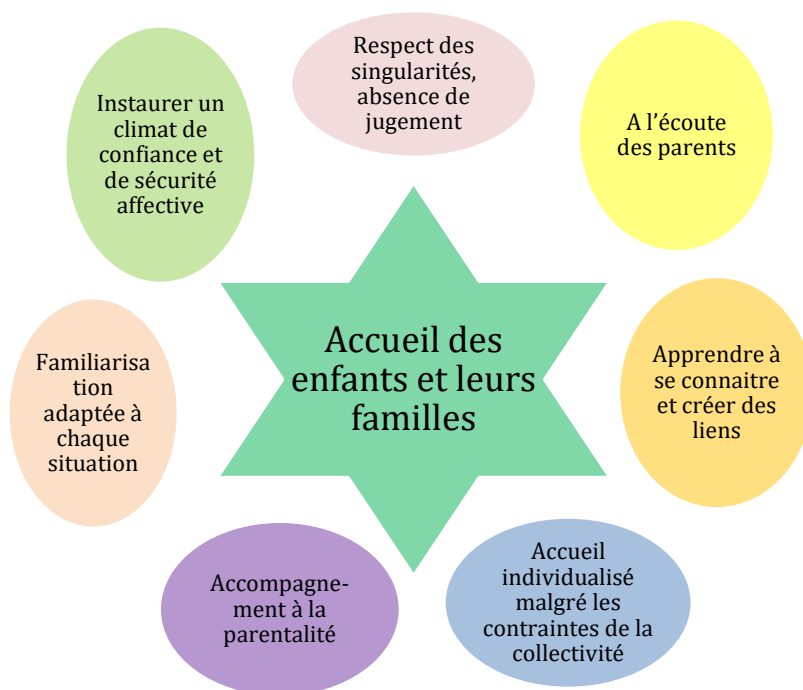 Respect des
singularités,
absence de
jugement
A l’écoute
des parents
Apprendre à
se connaitre
et créer des
liens
Accueil
individualisé
malgré les
contraintes de la
collectivité
Accompagne-
ment à la
parentalité
Familiarisa
tion
adaptée à
chaque
situation
Instaurer un
climat de
confiance et
de sécurité
affective
Accueil des
enfants et leurs
familles